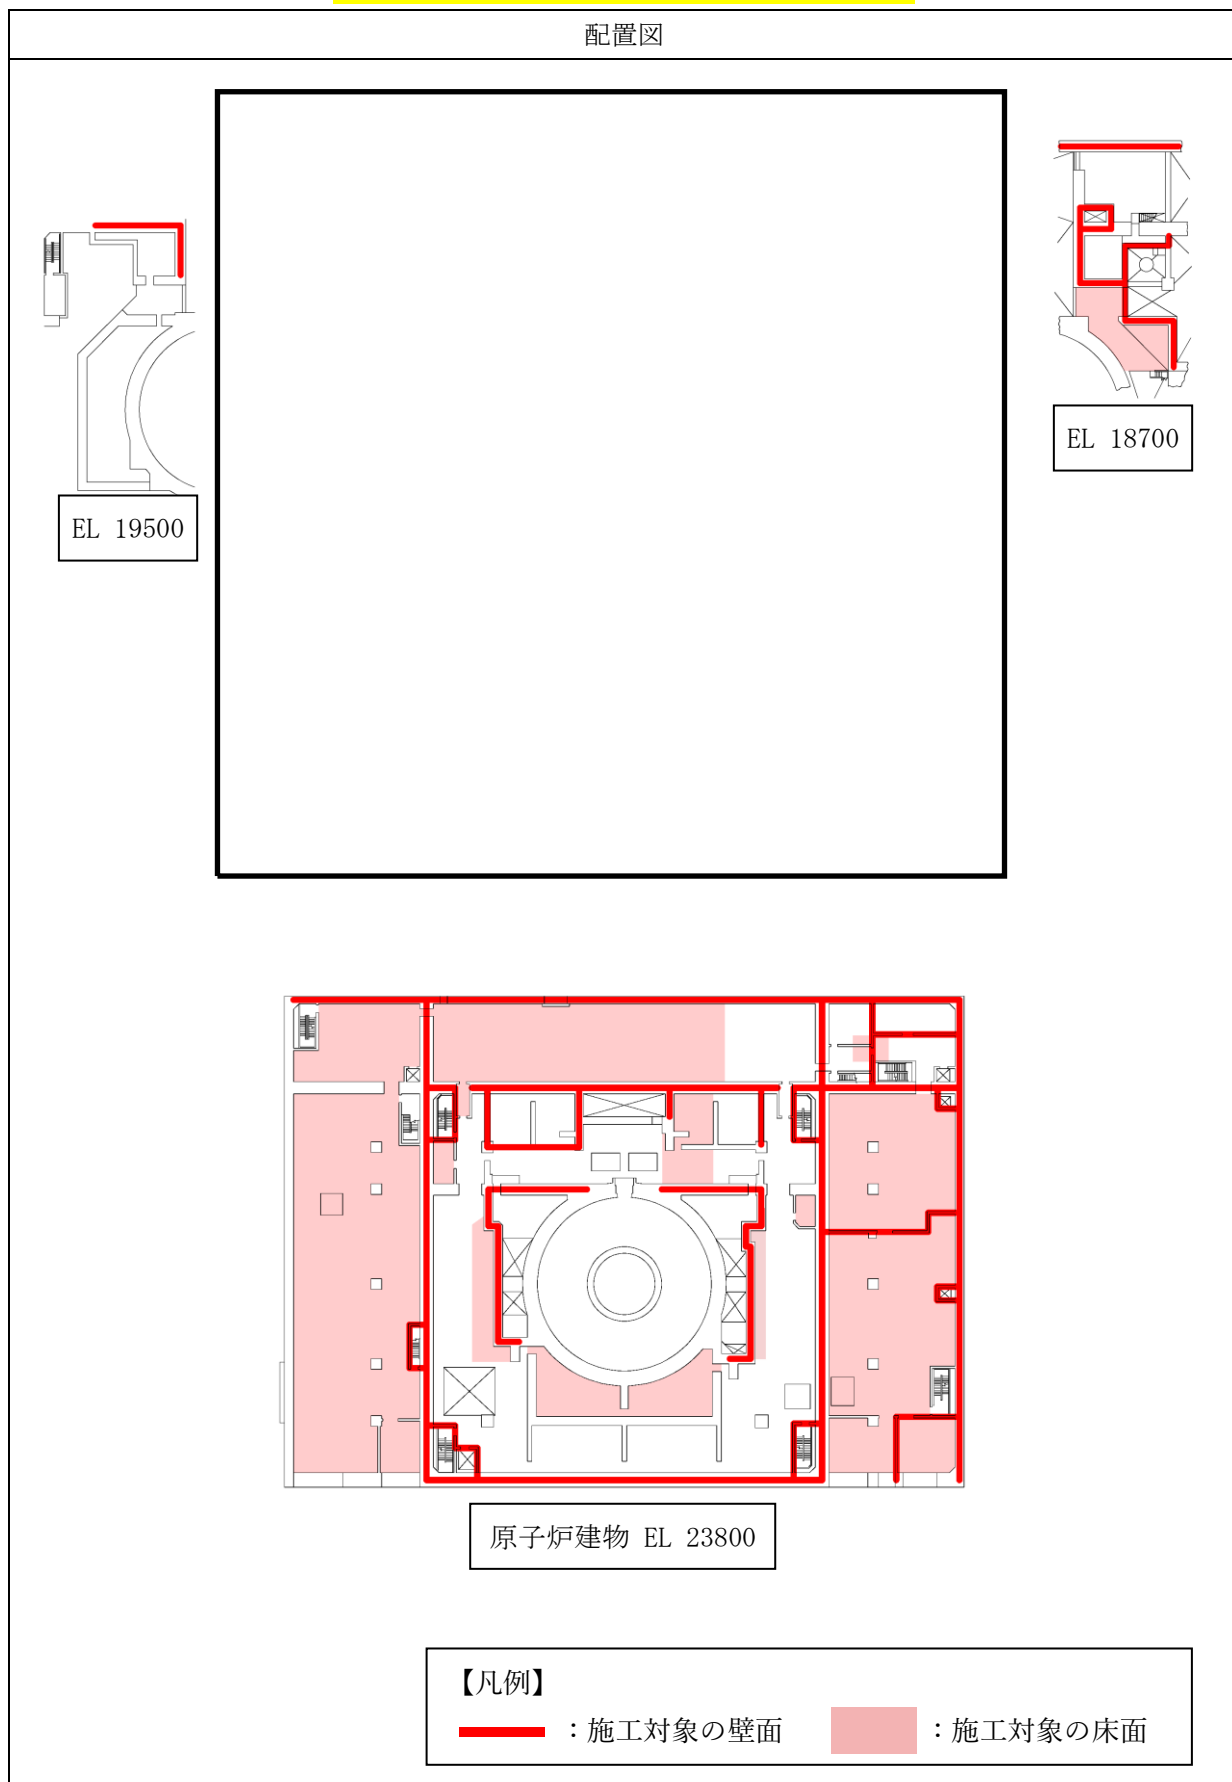 配置図
EL 18700
EL 19500
原子炉建物 EL 23800
【凡例】
：施工対象の壁面 ：施工対象の床面